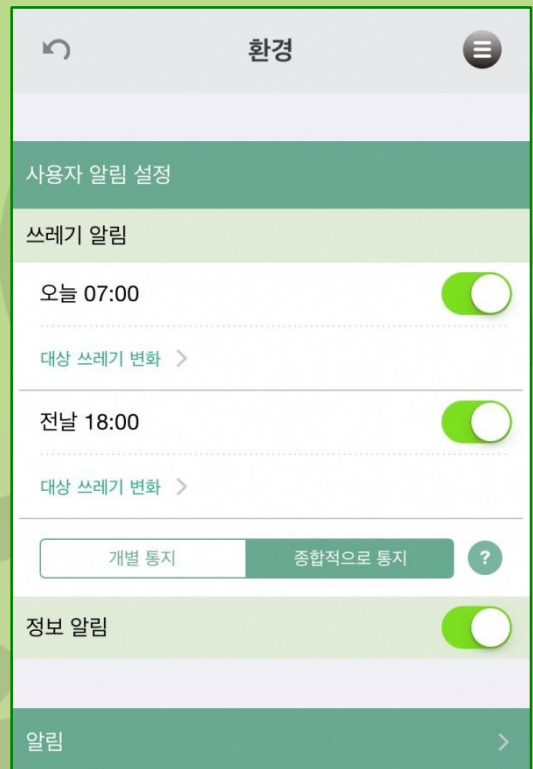 환경
사용자 알림 설정
쓰레기 알림
오늘 07:00
대상 쓰레기 변화 >
전날 18:00
대상 쓰레기 변화 >
개별 통지 종합적으로 통지 ?
정보 알림
알림 >